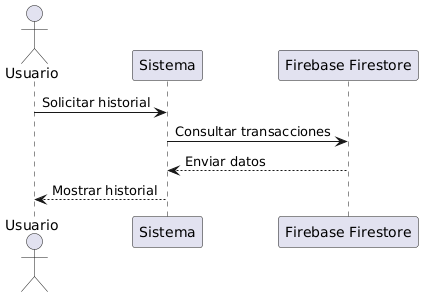 Usuario
Sistema
Firebase Firestore
Solicitar historial
Consultar transacciones
Enviar datos
Mostrar historial
Usuario
Sistema
Firebase Firestore